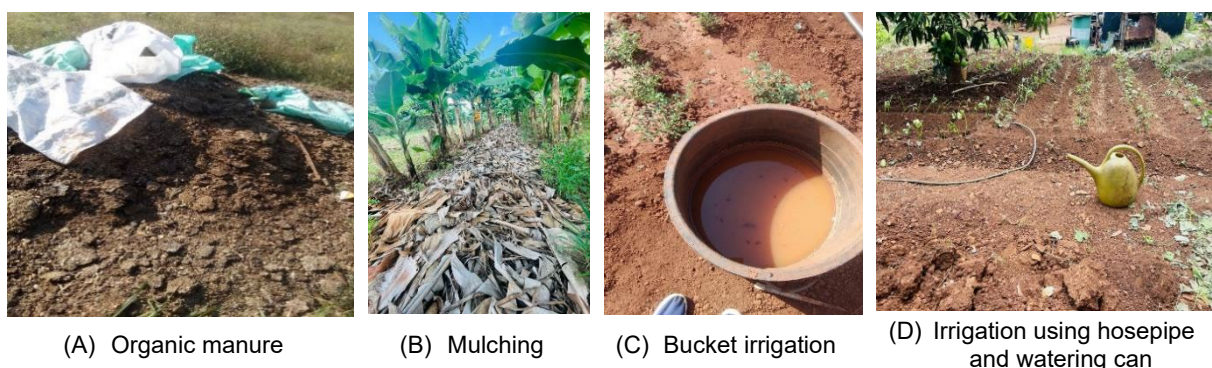 (A) Organic manure
(B) Mulching
(C) Bucket irrigation
(D) Irrigation using hosepipe
and watering can